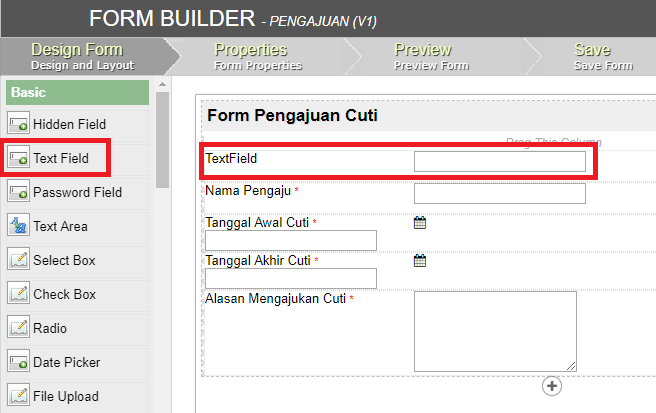 FORM BUILDER - PENGAJUAN (V1)
Design Form
Design and Layout
Properties
Form Properties
Preview
Preview Form
Save
Save Form
Basic
Hidden Field
Text Field
Password Field
Text Area
Select Box
Check Box
Radio
Date Picker
File Upload
Form Pengajuan Cuti
Drag This Column
TextField
Nama Pengaju *
Tanggal Awal Cuti *
Tanggal Akhir Cuti *
Alasan Mengajukan Cuti *